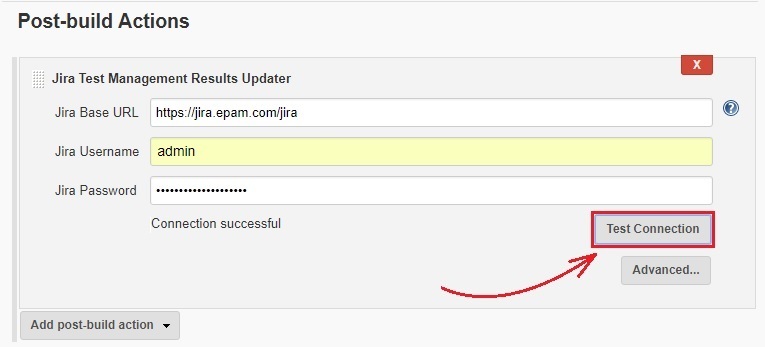 Post-build Actions
X
Jira Test Management Results Updater
Jira Base URL https://jira.epam.com/jira
?
Jira Username admin
Jira Password ••••••••••••••••••••
Connection successful
Test Connection
Advanced...
Add post-build action